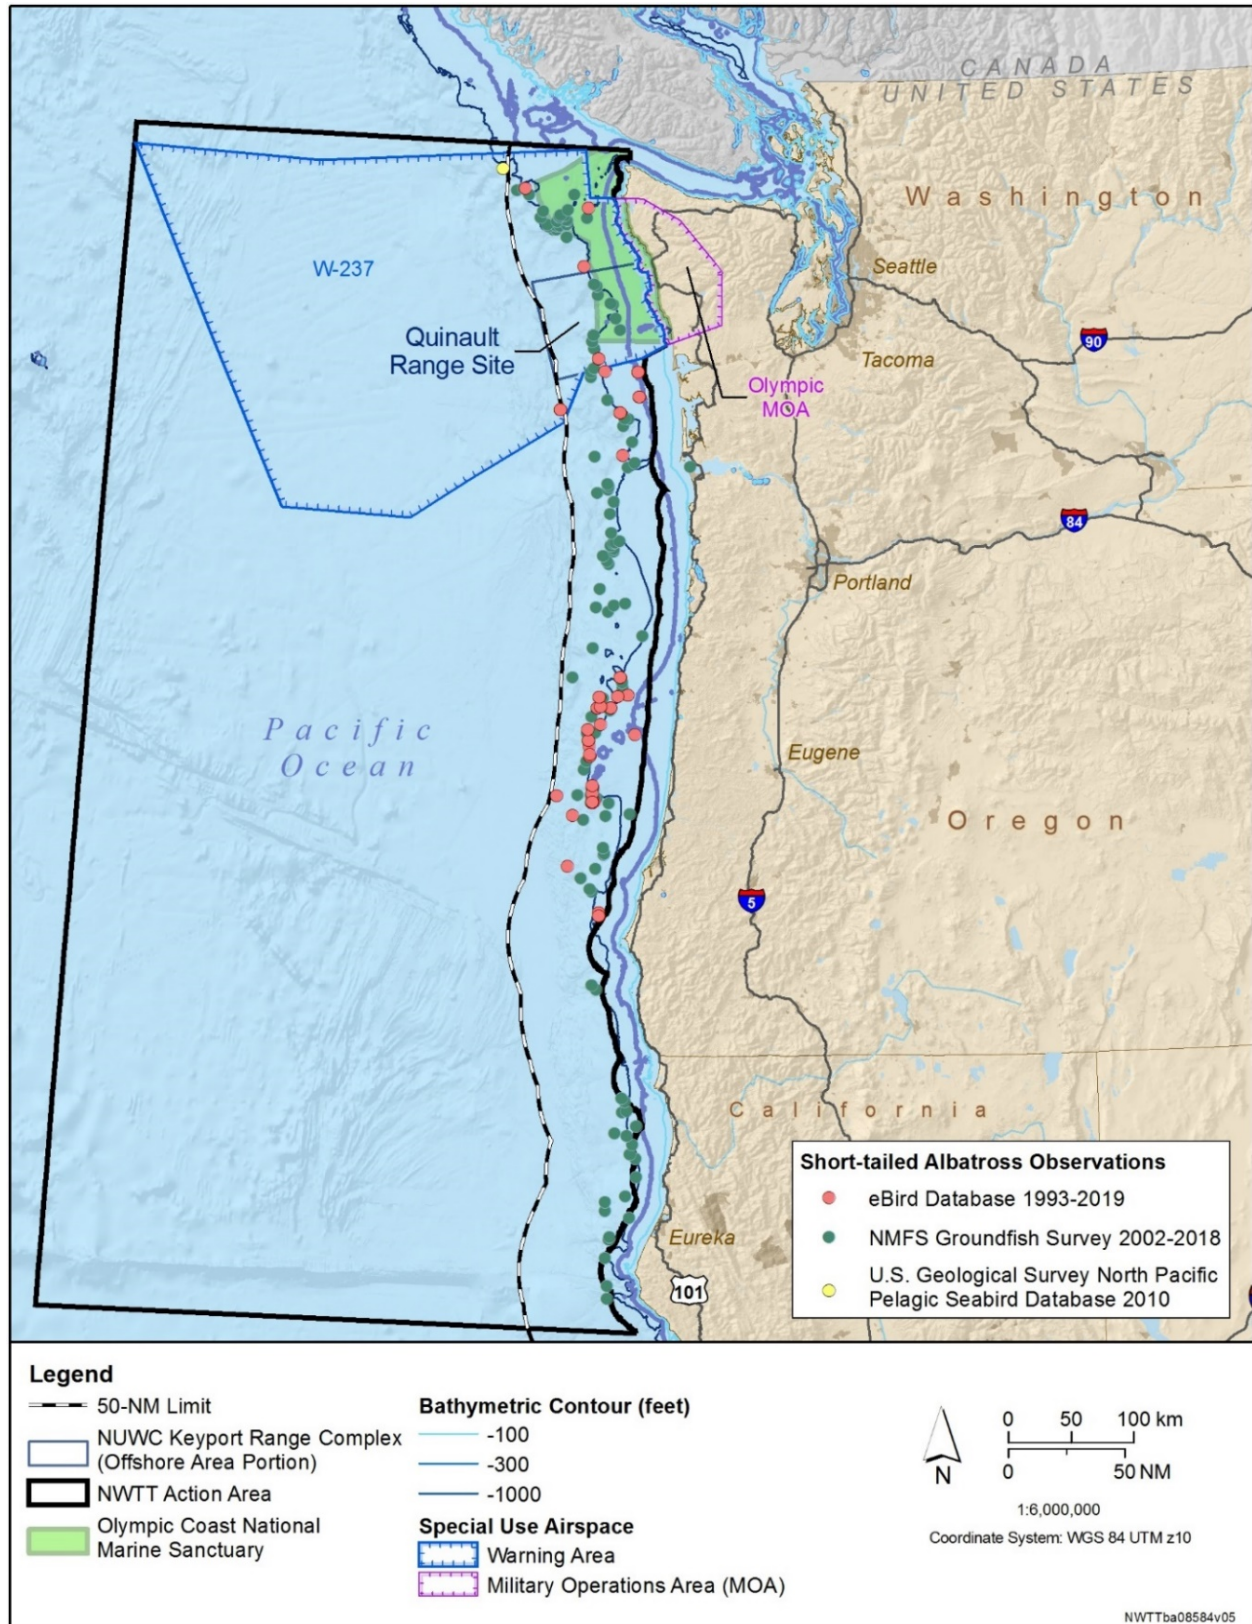 CANADA
UNITED STATES
Washington
W-237
Seattle
Quinault
Range Site
90
Tacoma
Olympic
MOA
84
Portland
Pacific
Ocean
Eugene
Oregon
5
California
Short-tailed Albatross Observations
eBird Database 1993-2019
NMFS Groundfish Survey 2002-2018
U.S. Geological Survey North Pacific
Pelagic Seabird Database 2010
Eureka
101
Legend
50-NM Limit
NUWC Keyport Range Complex
(Offshore Area Portion)
NWTT Action Area
Olympic Coast National
Marine Sanctuary
Bathymetric Contour (feet)
-100
-300
-1000
Special Use Airspace
Warning Area
Military Operations Area (MOA)
N
0 50 100 km
0 50 NM
1:6,000,000
Coordinate System: WGS 84 UTM z10
NWTTba08584v05